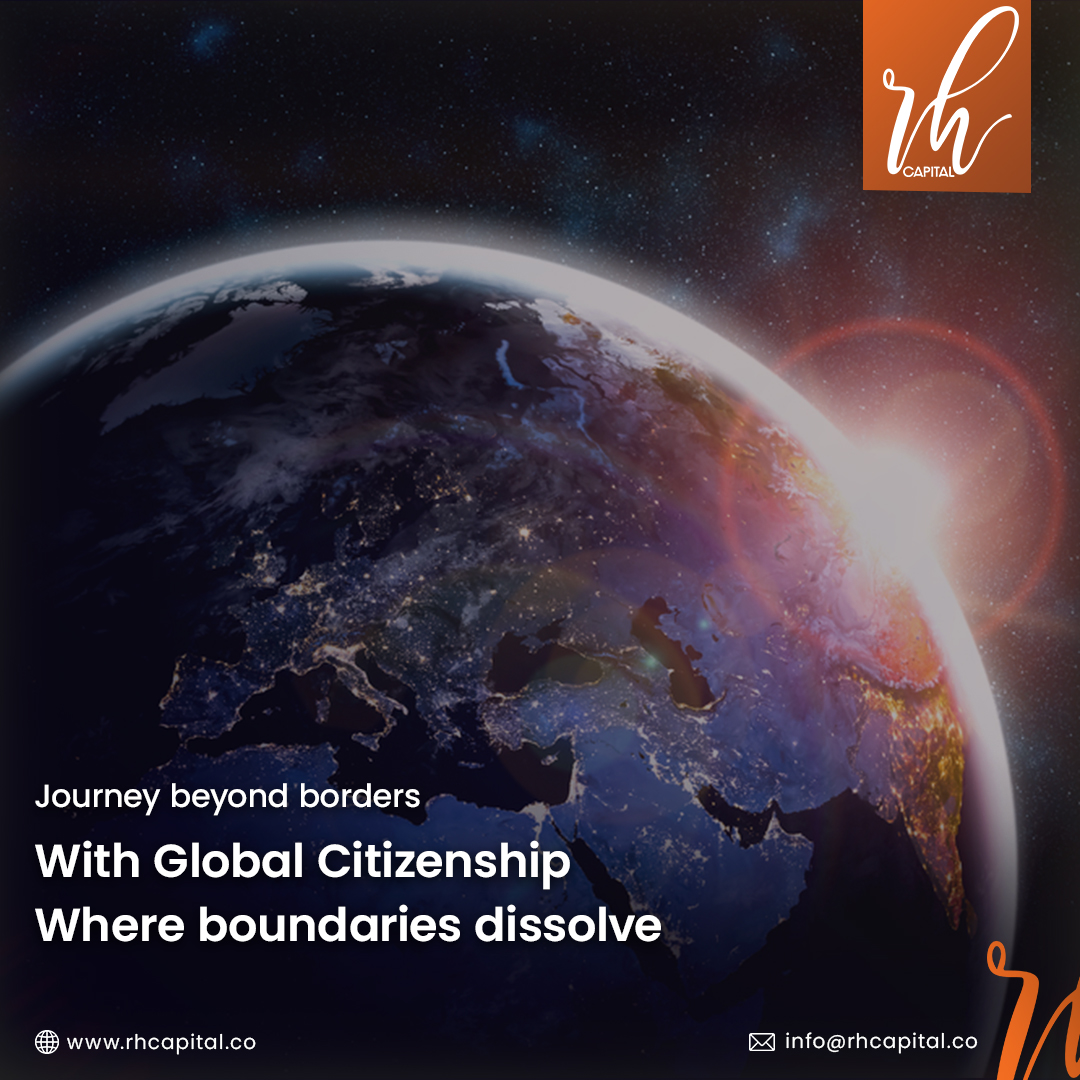 rh
CAPITAL
Journey beyond borders
With Global Citizenship
Where boundaries dissolve
www.rhcapital.co
info@rhcapital.co